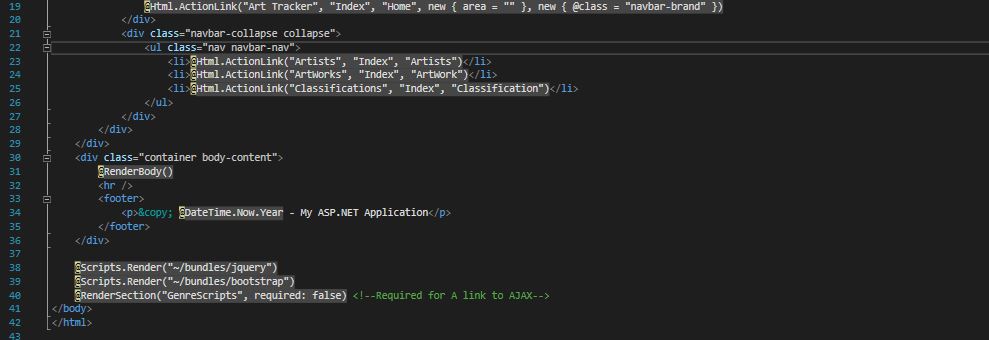 19 @Html.ActionLink("Art Tracker", "Index", "Home", new { area = "" }, new { @class = "navbar-brand" })
20 </div>
21 <div class="navbar-collapse collapse">
22 <ul class="nav navbar-nav">
23 <li>@Html.ActionLink("Artists", "Index", "Artists")</li>
24 <li>@Html.ActionLink("ArtWorks", "Index", "ArtWork")</li>
25 <li>@Html.ActionLink("Classifications", "Index", "Classification")</li>
26 </ul>
27 </div>
28 </div>
29 </div>
30 <div class="container body-content">
31 @RenderBody()
32 <hr />
33 <footer>
34 <p>&copy; @DateTime.Now.Year - My ASP.NET Application</p>
35 </footer>
36 </div>
37
38 @Scripts.Render("~/bundles/jquery")
39 @Scripts.Render("~/bundles/bootstrap")
40 @RenderSection("GenreScripts", required: false) <!--Required for A link to AJAX-->
41 </body>
42 </html>
43